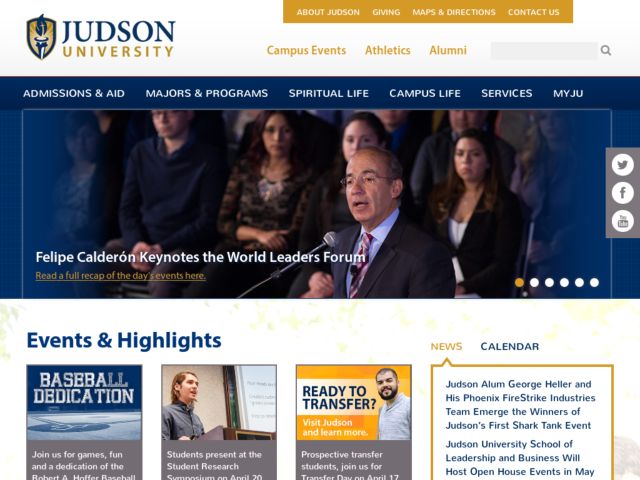 ABOUT JUDSON GIVING MAPS & DIRECTIONS CONTACT US
JUDSON
UNIVERSITY
Campus Events Athletics Alumni
ADMISSIONS & AID MAJORS & PROGRAMS SPIRITUAL LIFE CAMPUS LIFE SERVICES MYJU
You
Tube
Felipe Calderón Keynotes the World Leaders Forum
Read a full recap of the day's events here.
Events & Highlights
BASEBALL
DEDICATION
Join us for games, fun
and a dedication of the
Robert A. Hoffer Baseball
Students present at the
Student Research
Symposium on April 20
READY TO
TRANSFER?
Visit Judson
and learn more.
Prospective transfer
students, join us for
Transfer Day on April 17
NEWS CALENDAR
Judson Alum George Heller and
His Phoenix FireStrike Industries
Team Emerge the Winners of
Judson's First Shark Tank Event
Judson University School of
Leadership and Business Will
Host Open House Events in May